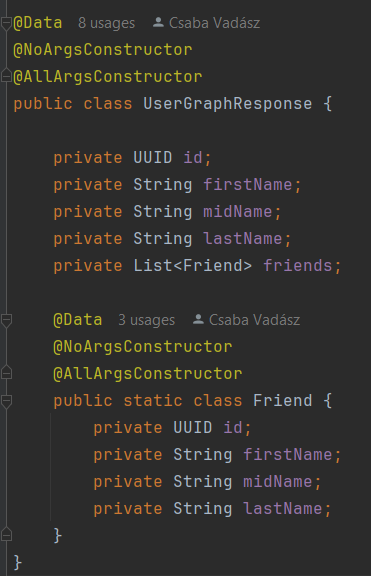 @Data 8 usages Csaba Vadász
@NoArgsConstructor
@AllArgsConstructor
public class UserGraphResponse {
    private UUID id;
    private String firstName;
    private String midName;
    private String lastName;
    private List<Friend> friends;
    @Data 3 usages Csaba Vadász
    @NoArgsConstructor
    @AllArgsConstructor
    public static class Friend {
        private UUID id;
        private String firstName;
        private String midName;
        private String lastName;
    }
}